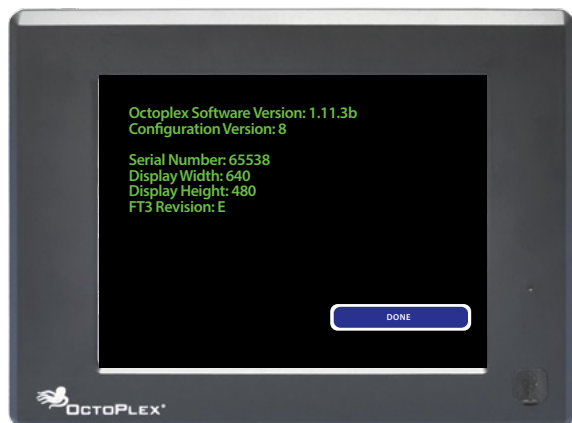 Octoplex Software Version: 1.11.3b
Configuration Version: 8
Serial Number: 65538
Display Width: 640
Display Height: 480
FT3 Revision: E
DONE
OCTOPLEX